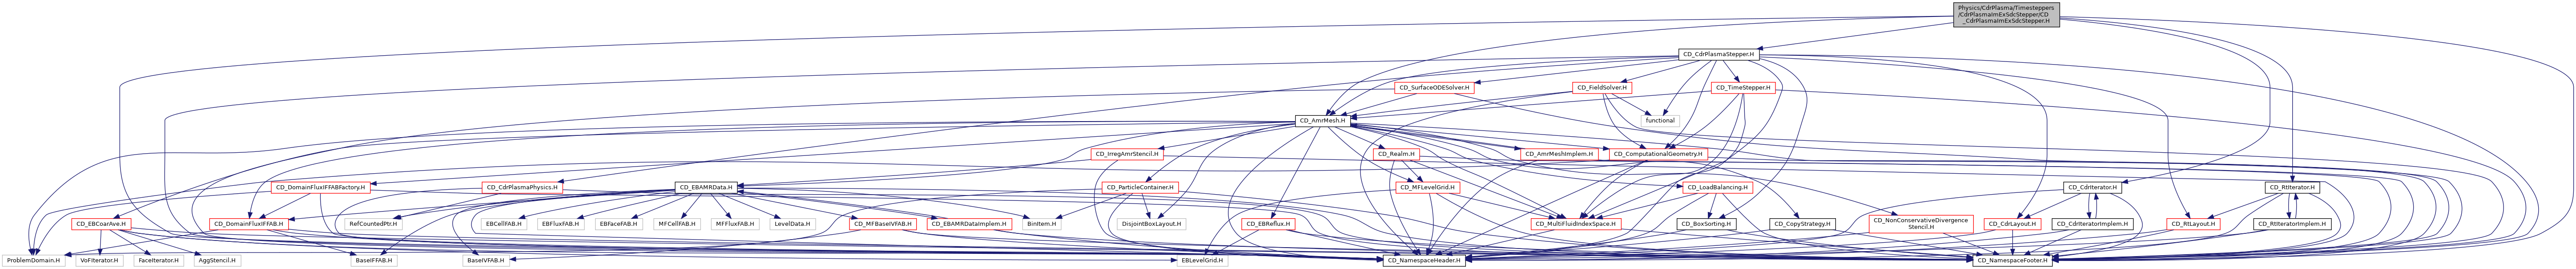 Physics/CdrPlasma/Timesteppers
/CdrPlasmaImExSdcStepper/CD
_CdrPlasmaImExSdcStepper.H
CD_CdrPlasmaStepper.H
CD_SurfaceODESolver.H
CD_FieldSolver.H
CD_TimeStepper.H
CD_AmrMesh.H
functional
CD_IrregAmrStencil.H
CD_Realm.H
CD_AmrMeshImplem.H
CD_ComputationalGeometry.H
CD_DomainFluxIFFABFactory.H
CD_CdrPlasmaPhysics.H
CD_EBAMRData.H
CD_ParticleContainer.H
CD_MFLevelGrid.H
CD_LoadBalancing.H
CD_CdrIterator.H
CD_RtIterator.H
CD_EBCoarAve.H
CD_DomainFluxIFFAB.H
RefCountedPtr.H
EBCellFAB.H
EBFluxFAB.H
EBFaceFAB.H
MFCellFAB.H
MFFluxFAB.H
LevelData.H
CD_MFBaseIVFAB.H
CD_EBAMRDataImplem.H
BinItem.H
DisjointBoxLayout.H
CD_EBReflux.H
CD_MultiFluidIndexSpace.H
CD_BoxSorting.H
CD_CopyStrategy.H
CD_NonConservativeDivergence
Stencil.H
CD_CdrLayout.H
CD_CdrIteratorImplem.H
CD_RtLayout.H
CD_RtIteratorImplem.H
ProblemDomain.H
VoFIterator.H
FaceIterator.H
AggStencil.H
BaseIFFAB.H
BaseIVFAB.H
EBLevelGrid.H
CD_NamespaceHeader.H
CD_NamespaceFooter.H